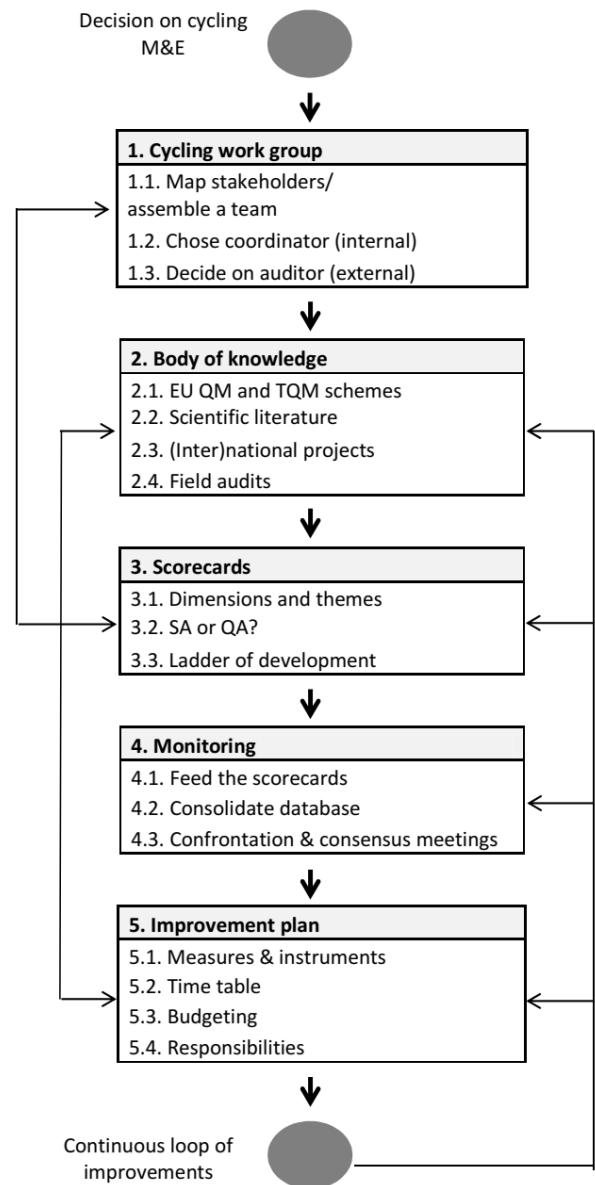 Decision on cycling
M&E
1. Cycling work group
1.1. Map stakeholders/
assemble a team
1.2. Chose coordinator (internal)
1.3. Decide on auditor (external)
2. Body of knowledge
2.1. EU QM and TQM schemes
2.2. Scientific literature
2.3. (Inter)national projects
2.4. Field audits
3. Scorecards
3.1. Dimensions and themes
3.2. SA or QA?
3.3. Ladder of development
4. Monitoring
4.1. Feed the scorecards
4.2. Consolidate database
4.3. Confrontation & consensus meetings
5. Improvement plan
5.1. Measures & instruments
5.2. Time table
5.3. Budgeting
5.4. Responsibilities
Continuous loop of
improvements